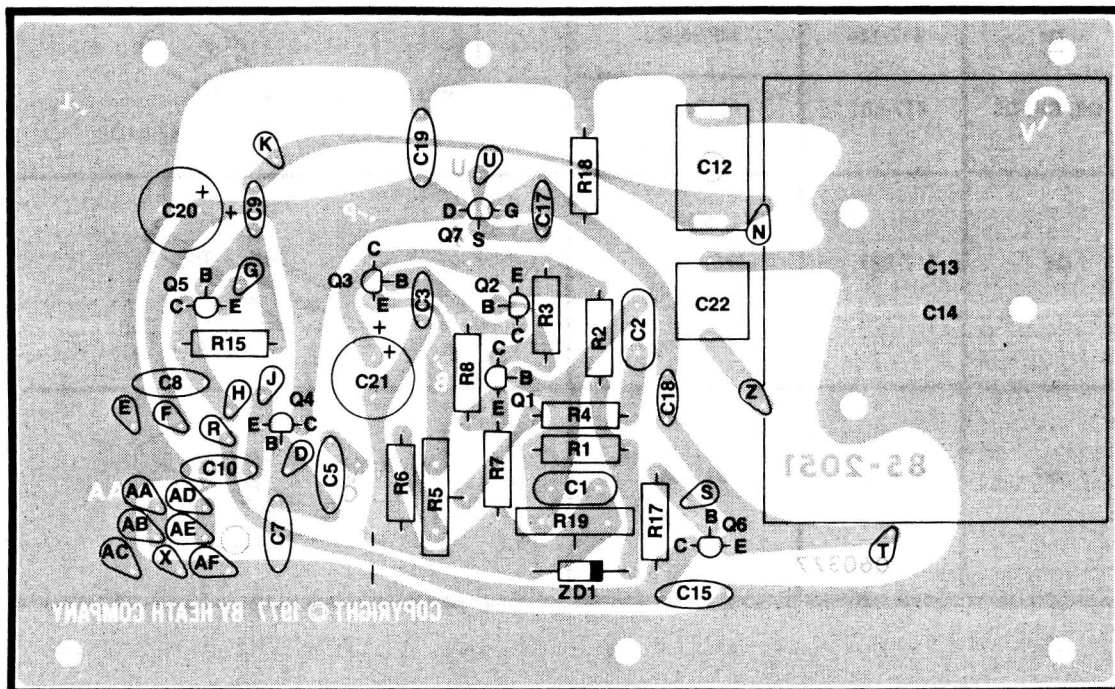 K
C19
U
U
R18
C12
C20
+
+
C9
D
G
Q7
S
C17
N
Q5
B
G
C
E
Q3
C
B
E
C3
Q2
E
B
C
R3
C13
C14
C22
R2
C2
R15
+
+
C21
R8
C
B
Q1
E
C8
J
H
E
F
R
Q4
E
C
B
D
C18
Z
R4
R1
C10
C5
R6
R5
R7
C1
85-2051
AA
AD
AB
AE
AC
X
AF
C7
R19
R17
S
B
Q6
C
E
T
ZD1
C15
COPYRIGHT © 1977 BY HEATH COMPANY